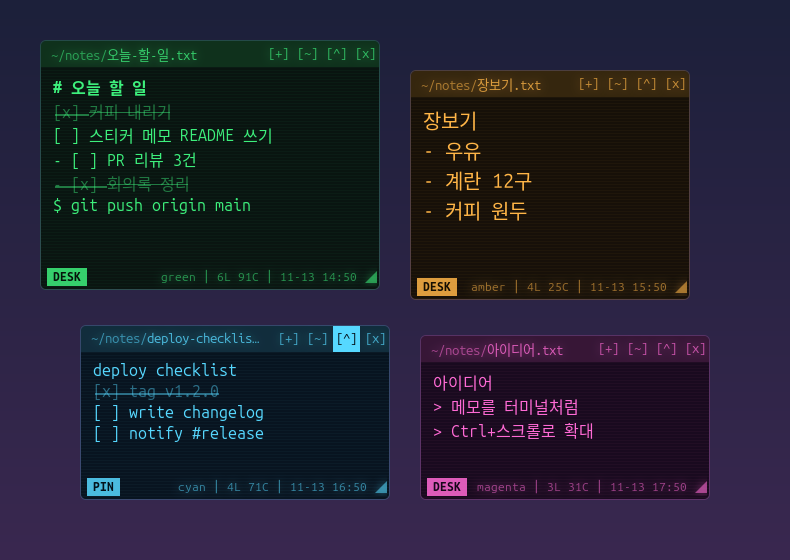 ~/notes/오늘-할-일.txt [+] [~] [^] [x]
# 오늘 할 일
[x] 커피 내리기
[ ] 스티커 메모 README 쓰기
- [ ] PR 리뷰 3건
- [x] 회의록 정리
$ git push origin main
DESK green | 6L 91C | 11-13 14:50
~/notes/장보기.txt [+] [~] [^] [x]
장보기
- 우유
- 계란 12구
- 커피 원두
DESK amber | 4L 25C | 11-13 15:50
~/notes/deploy-checklis… [+] [~] [^] [x]
deploy checklist
[x] tag v1.2.0
[ ] write changelog
[ ] notify #release
PIN cyan | 4L 71C | 11-13 16:50
~/notes/아이디어.txt [+] [~] [^] [x]
아이디어
> 메모를 터미널처럼
> Ctrl+스크롤로 확대
DESK magenta | 3L 31C | 11-13 17:50